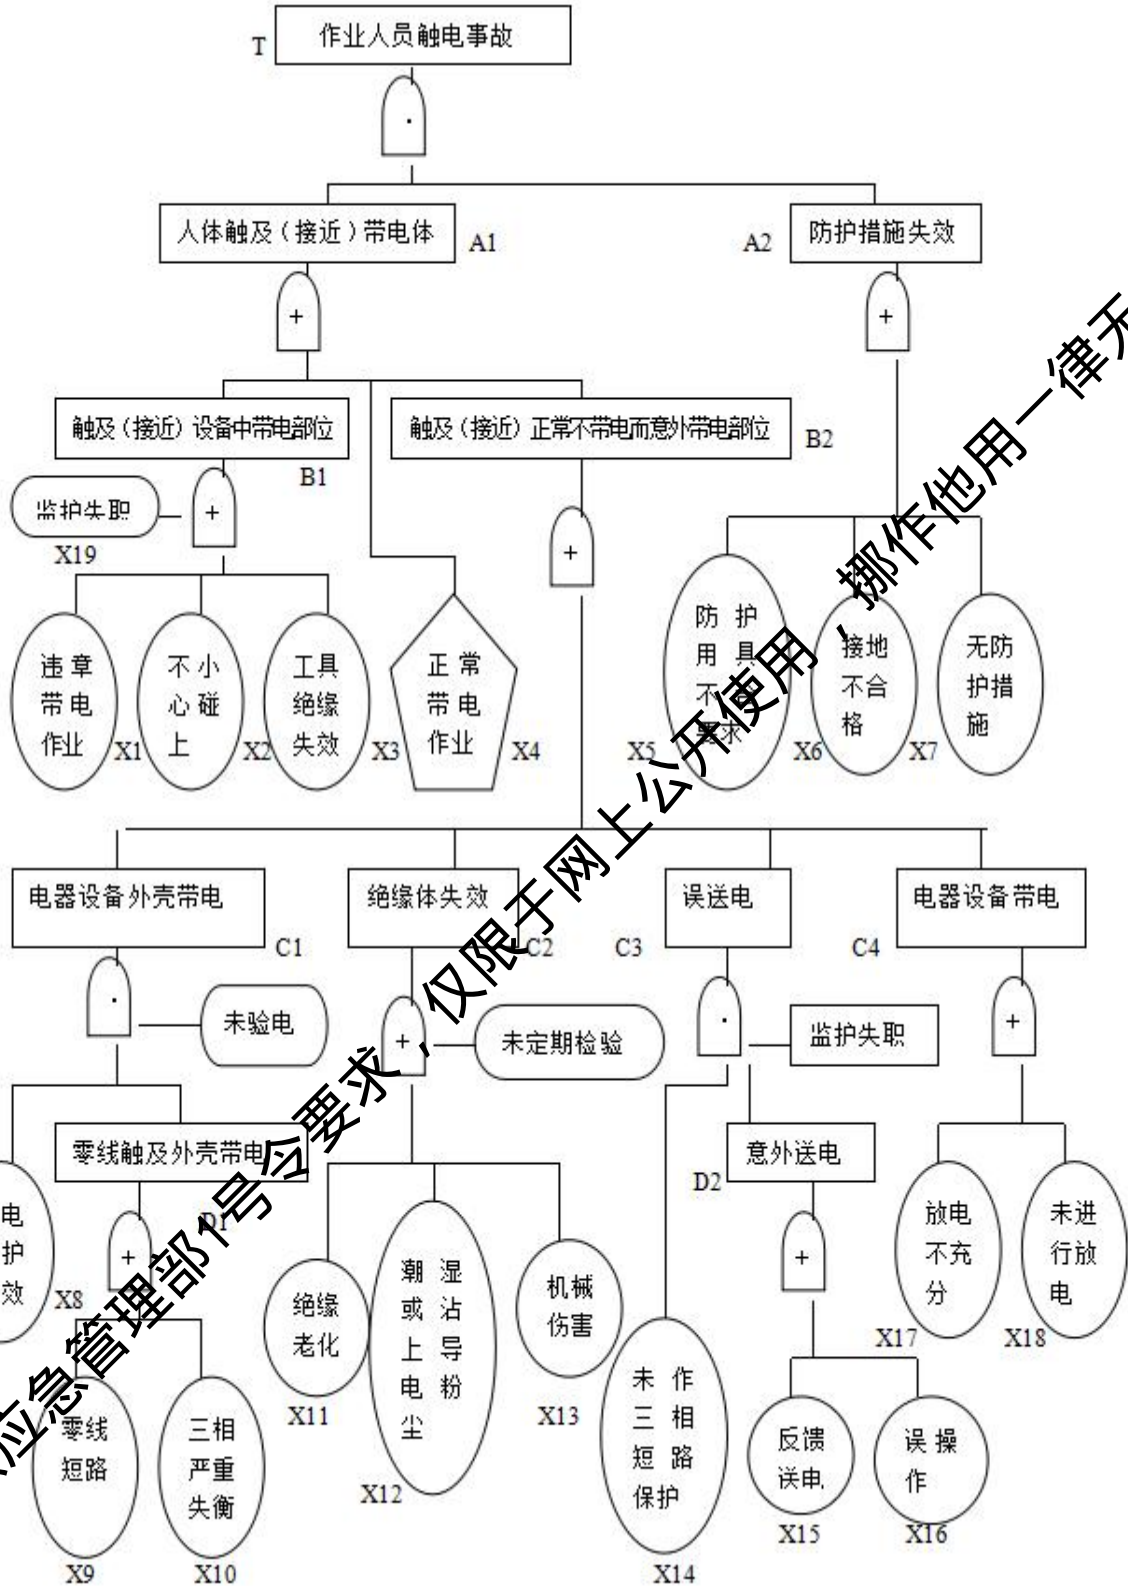 T
作业人员触电事故
·
人体触及（接近）带电体
A1
A2
防护措施失效
+
+
触及（接近）设备中带电部位
B1
触及（接近）正常不带电而意外带电部位
B2
监护失职
X19
+
+
违章
带电
作业
X1
不小
心碰
上
X2
工具
绝缘
失效
X3
正常
带电
作业
X4
防护
用具
不
要求
X5
接地
不合
格
X6
无防
护措
施
X7
电器设备外壳带电
C1
绝缘体失效
C2
误送电
C3
电器设备带电
C4
·
未验电
+
未定期检验
·
监护失职
+
零线触及外壳带电
D1
意外送电
D2
电
护
效
X8
+
+
零线
短路
X9
三相
严重
失衡
X10
绝缘
老化
X11
潮湿
或沾
上导
电粉
尘
X12
机械
伤害
X13
未作
三相
短路
保护
X14
反馈
送电
X15
误操
作
X16
放电
不充
分
X17
未进
行放
电
X18
应急管理部1号令要求，仅限于网上公开使用，挪作他用一律无